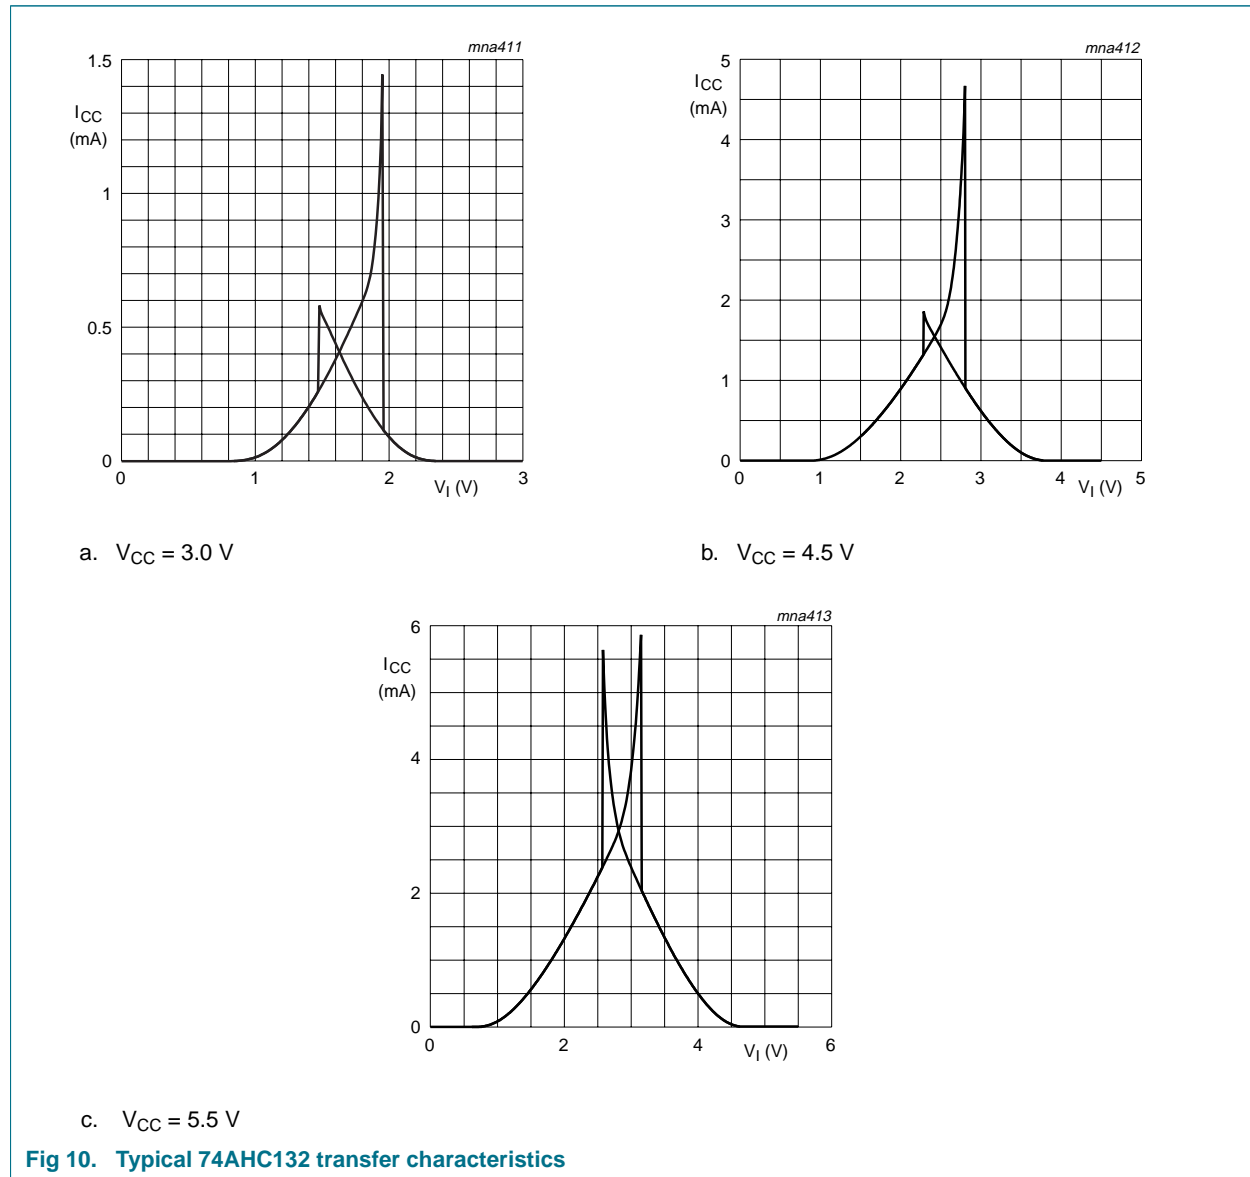 mna411
1.5
ICC
(mA)
1
0.5
0
0 1 2 3
VI (V)
a. VCC = 3.0 V
mna412
5
ICC
(mA)
4
3
2
1
0
0 1 2 3 4 5
VI (V)
b. VCC = 4.5 V
mna413
6
ICC
(mA)
4
2
0
0 2 4 6
VI (V)
c. VCC = 5.5 V
Fig 10. Typical 74AHC132 transfer characteristics